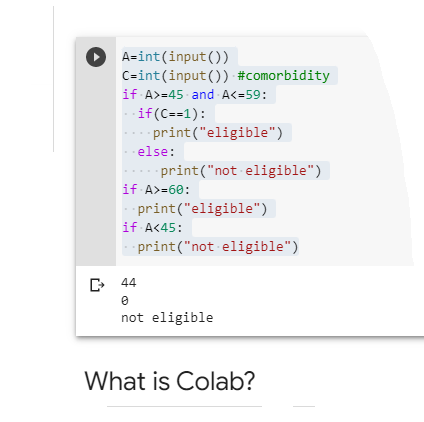 A=int(input())
C=int(input()) #comorbidity
if A>=45 and A<=59:
  if(C==1):
    print("eligible")
  else:
     print("not eligible")
if A>=60:
  print("eligible")
if A<45:
  print("not eligible")
44
0
not eligible
What is Colab?